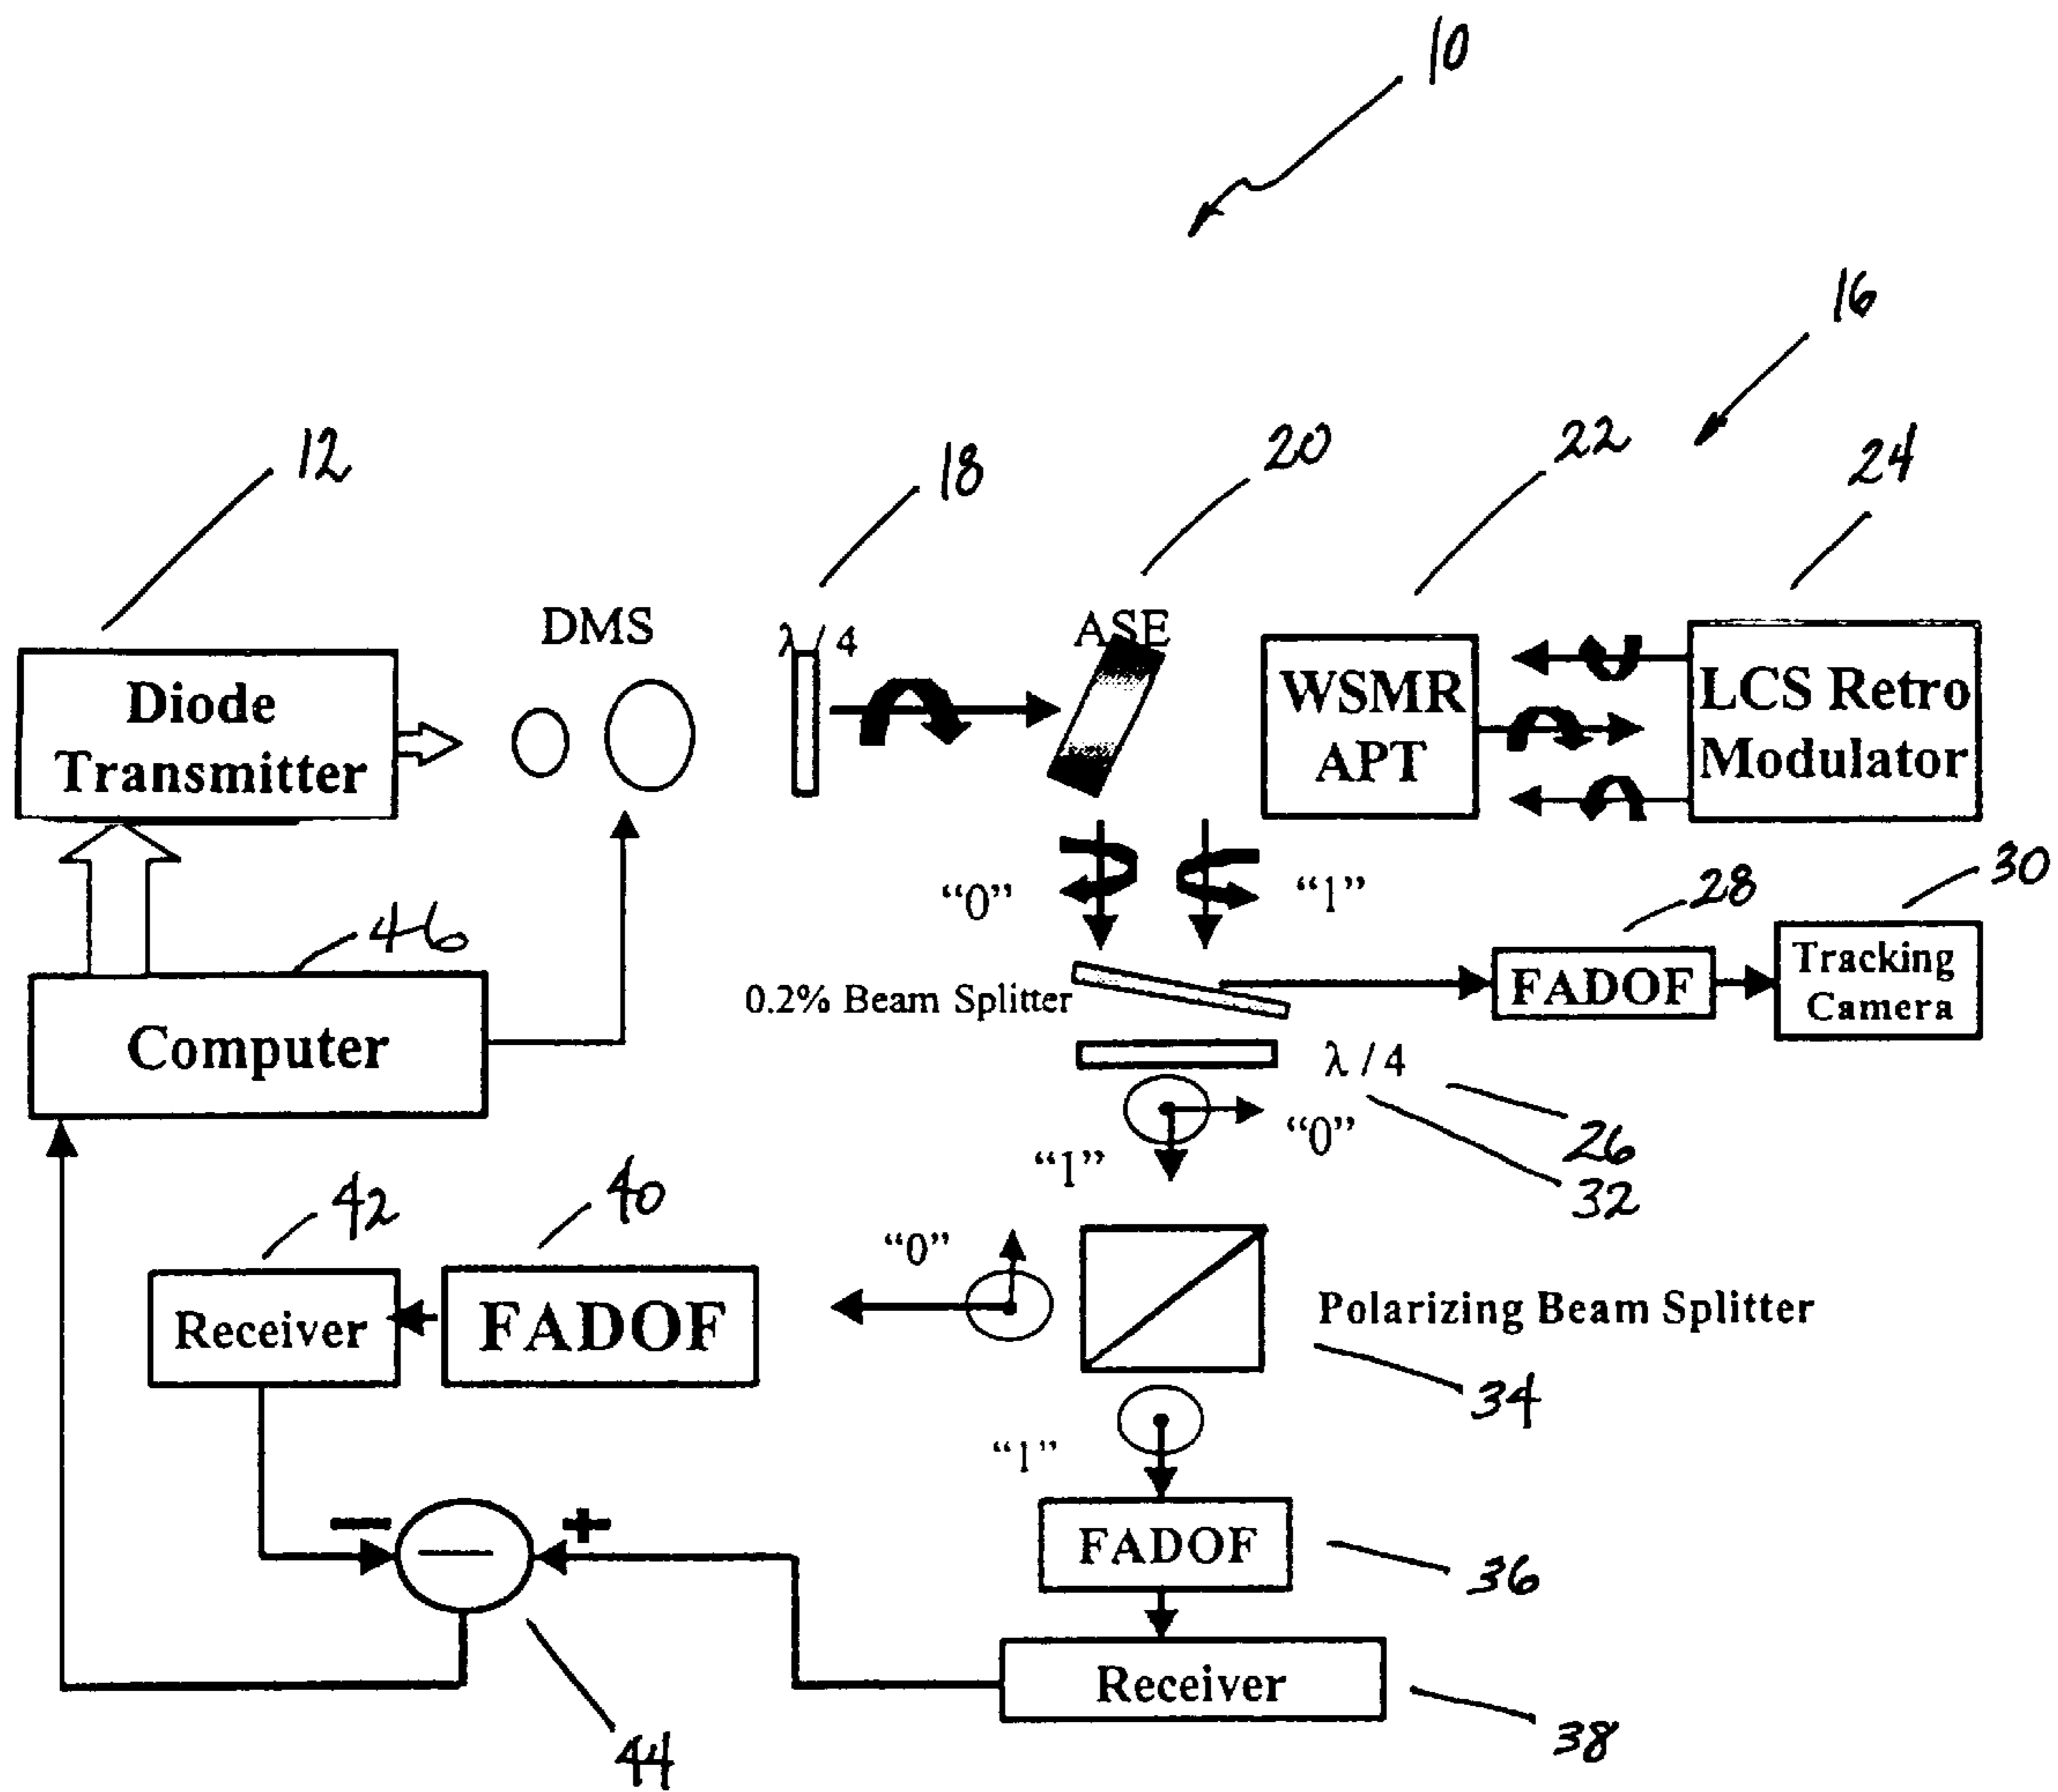 10
16
12
18
20
22
24
DMS
λ / 4
ASE
Diode
Transmitter
WSMR
APT
LCS Retro
Modulator
“0”
“1”
28
30
46
0.2% Beam Splitter
FADOF
Tracking
Camera
Computer
λ / 4
“0”
“1”
26
32
42
40
“0”
Receiver
FADOF
Polarizing Beam Splitter
34
“1”
− +
—
FADOF
36
Receiver
38
44